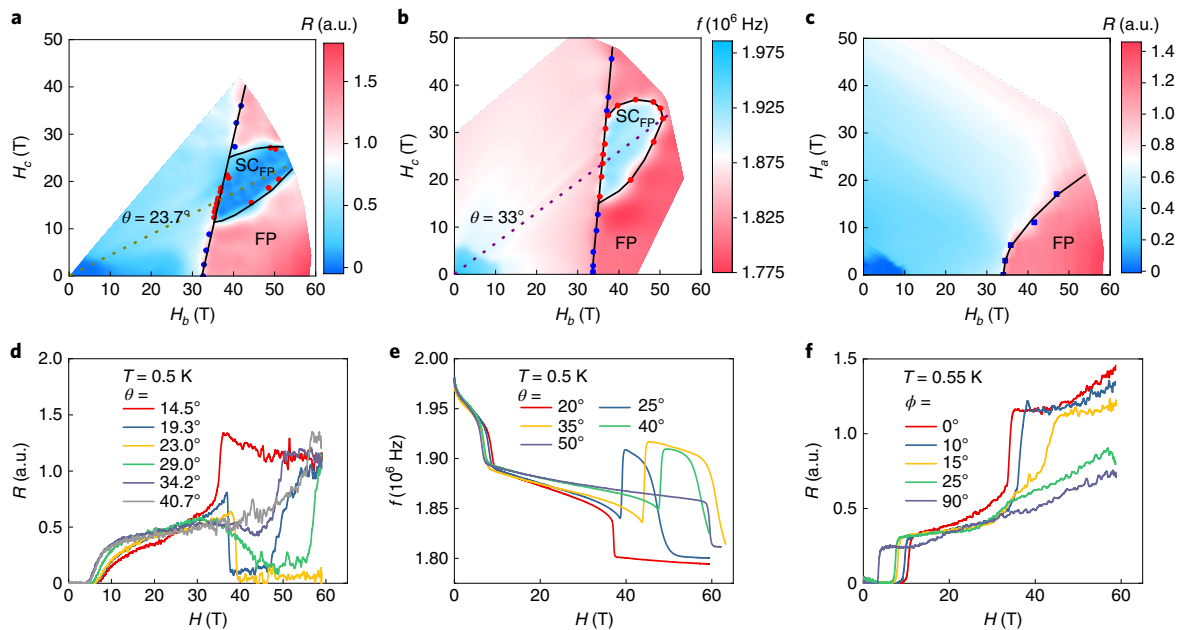 a
R (a.u.)
50
40
30
20
10
0
H_c (T)
0 10 20 30 40 50 60
H_b (T)
SC_FP
θ = 23.7°
FP
1.5
1.0
0.5
0
b
f (10⁶ Hz)
50
40
30
20
10
0
H_c (T)
0 10 20 30 40 50 60
H_b (T)
SC_FP
θ = 33°
FP
1.975
1.925
1.875
1.825
1.775
c
R (a.u.)
50
40
30
20
10
0
H_a (T)
0 10 20 30 40 50 60
H_b (T)
FP
1.4
1.2
1.0
0.8
0.6
0.4
0.2
0
d
2.0
1.5
1.0
0.5
0
R (a.u.)
T = 0.5 K
θ =
14.5°
19.3°
23.0°
29.0°
34.2°
40.7°
0 10 20 30 40 50 60
H (T)
e
2.00
1.95
1.90
1.85
1.80
f (10⁶ Hz)
T = 0.5 K
θ =
20° 25°
35° 40°
50°
0 20 40 60
H (T)
f
1.5
1.0
0.5
0
R (a.u.)
T = 0.55 K
ϕ =
0°
10°
15°
25°
90°
0 10 20 30 40 50 60
H (T)